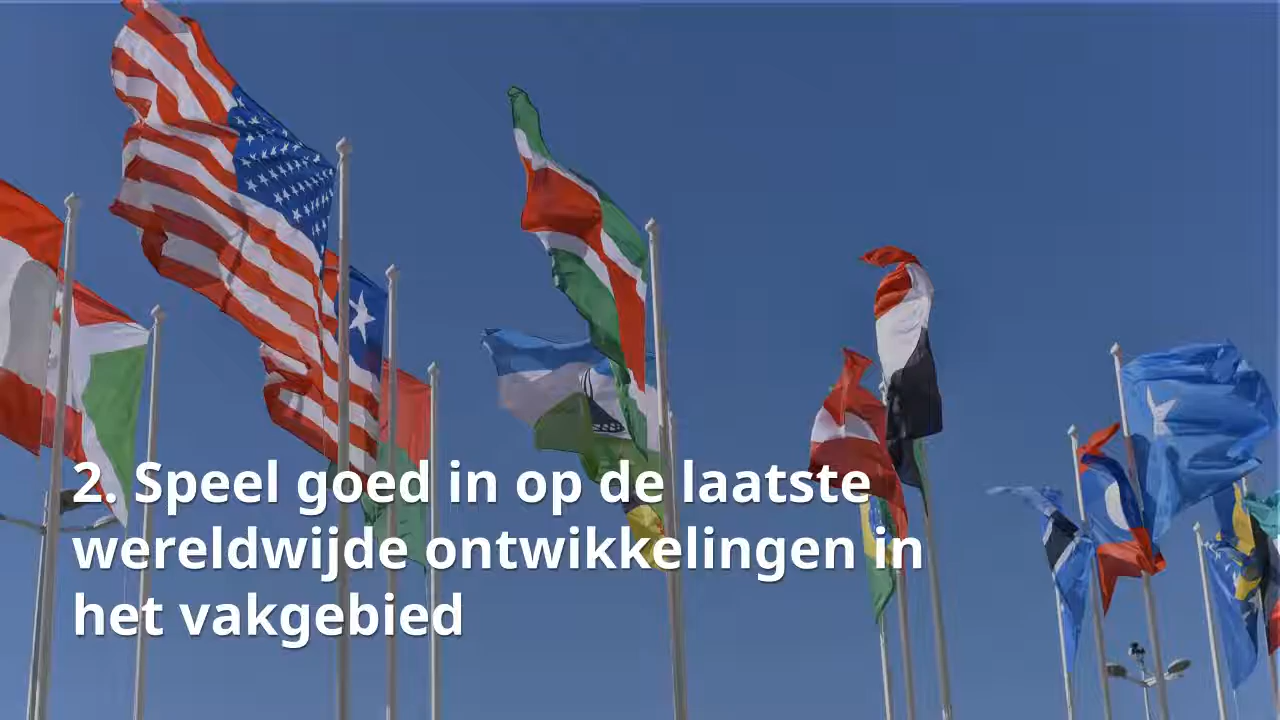 2. Speel goed in op de laatste
wereldwijde ontwikkelingen in
het vakgebied